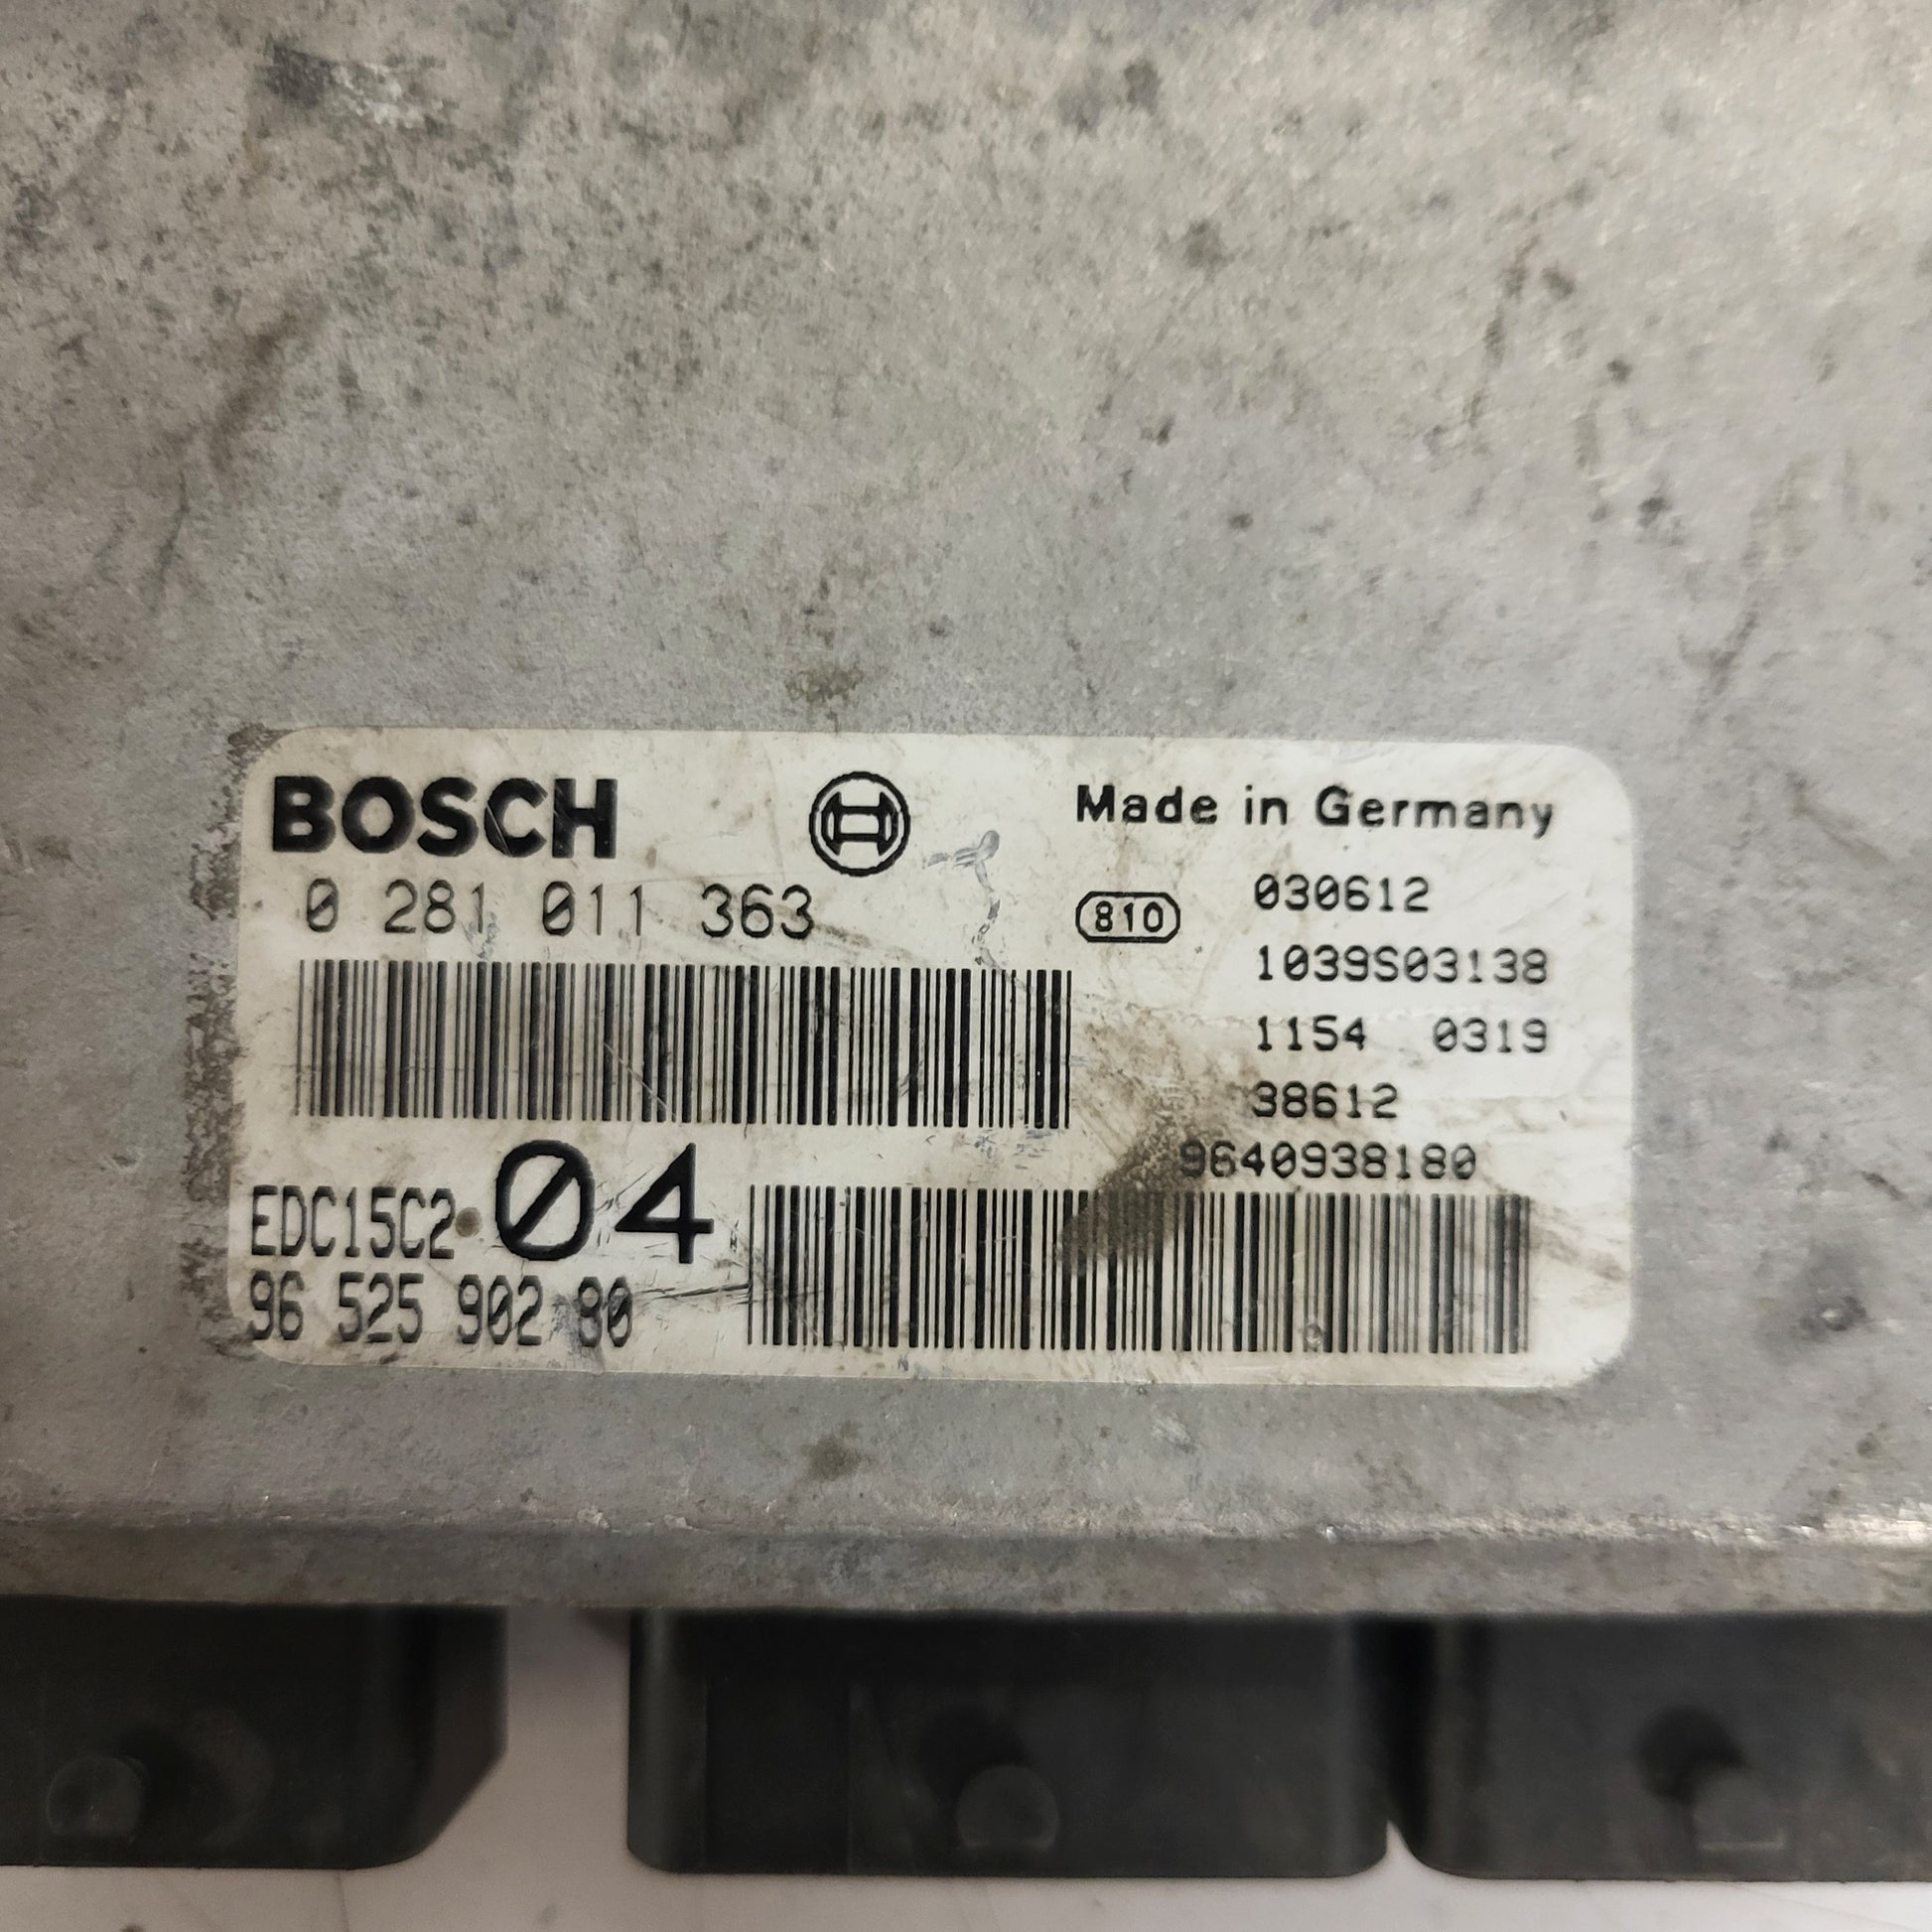 BOSCH
Made in Germany
0 281 011 363
810
030612
1039S03138
1154 0319
38612
9640938180
EDC15C2 04
96 525 902 80